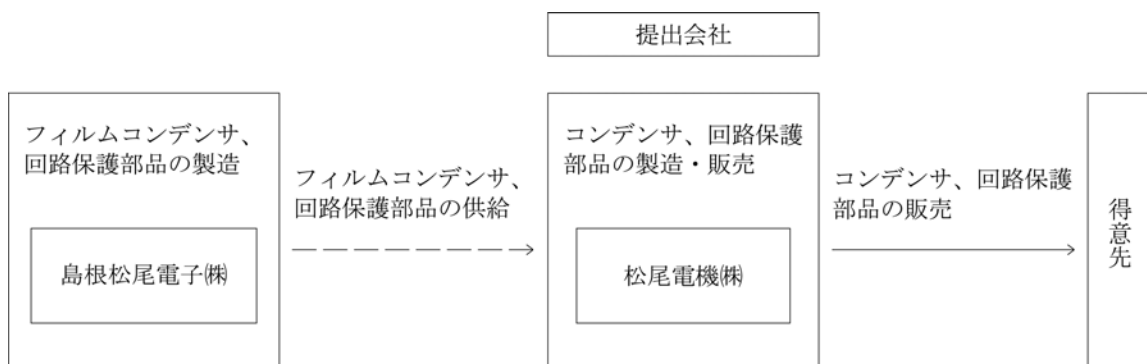 提出会社
フィルムコンデンサ、
回路保護部品の製造
島根松尾電子㈱
フィルムコンデンサ、
回路保護部品の供給
コンデンサ、回路保護
部品の製造・販売
松尾電機㈱
コンデンサ、回路保護
部品の販売
得意先